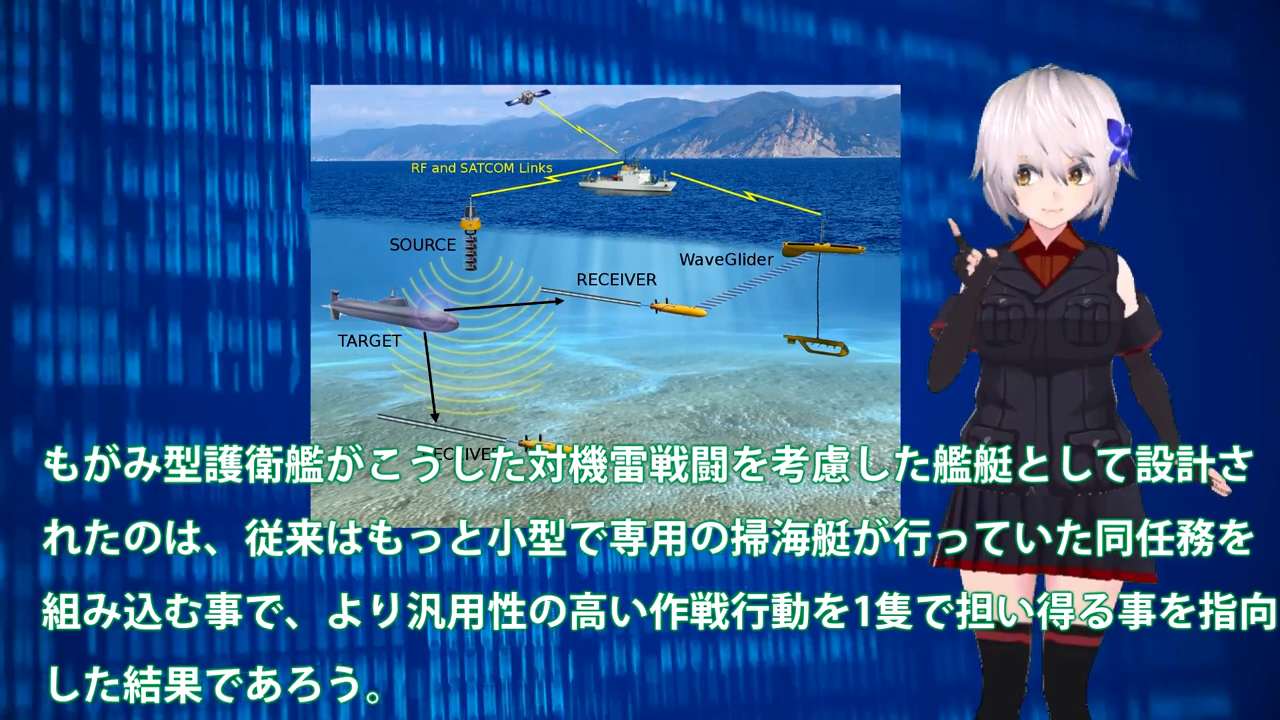 RF and SATCOM Links
SOURCE
WaveGlider
RECEIVER
TARGET
もがみ型護衛艦がこうした対機雷戦闘を考慮した艦艇として設計さ
れたのは、従来はもっと小型で専用の掃海艇が行っていた同任務を
組み込む事で、より汎用性の高い作戦行動を1隻で担い得る事を指向
した結果であろう。